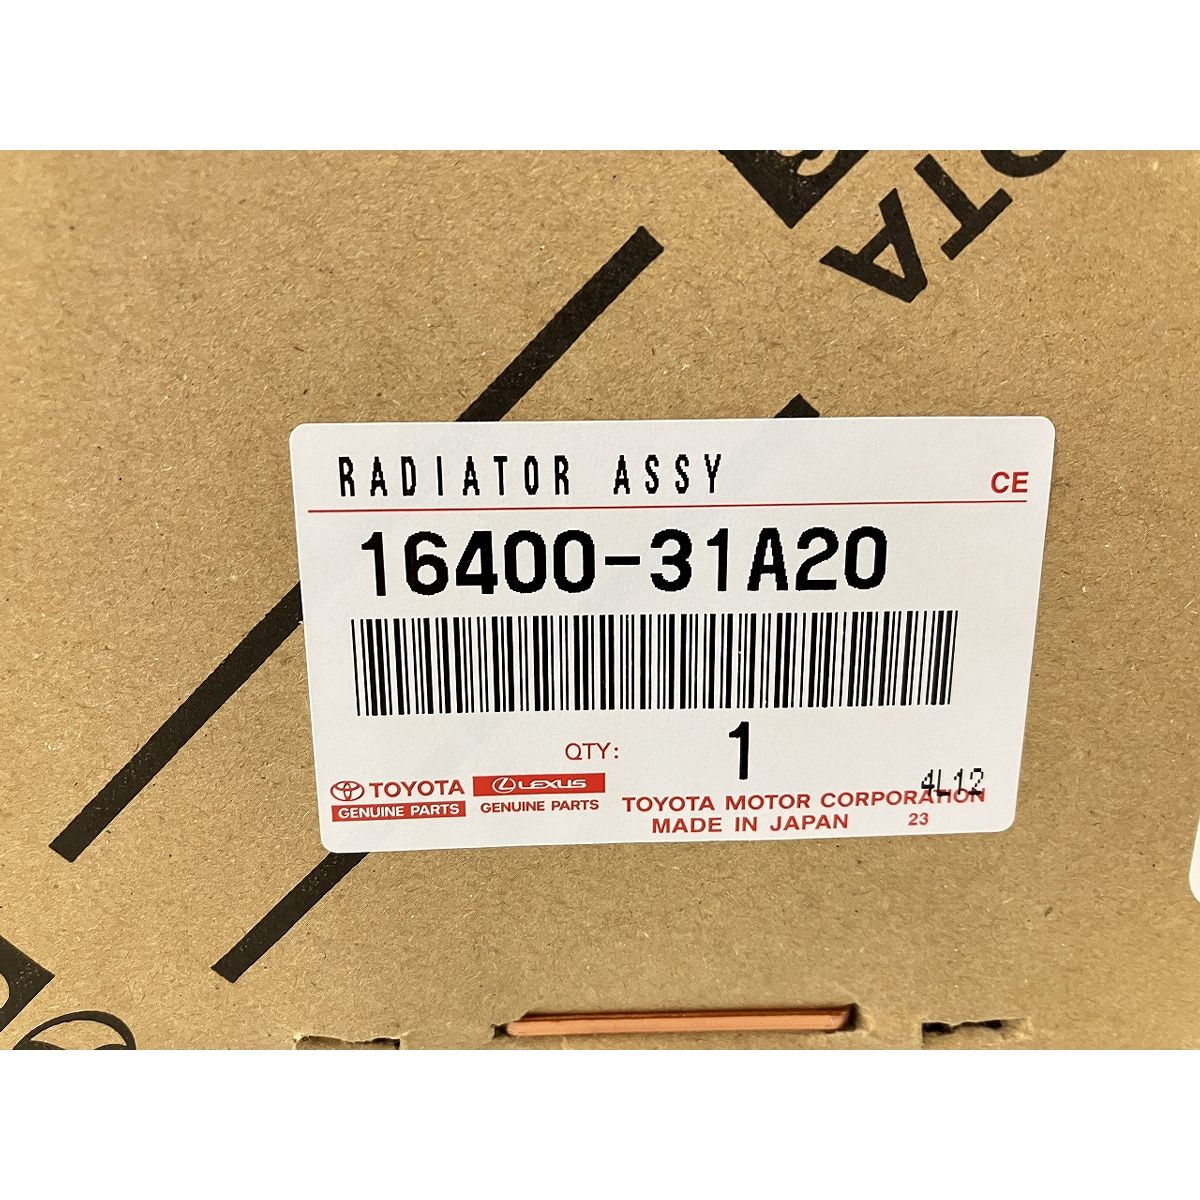 OTA
RADIATOR ASSY
CE
16400-31A20
QTY: 1
4L12
TOYOTA
GENUINE PARTS
LEXUS
GENUINE PARTS
TOYOTA MOTOR CORPORATION
MADE IN JAPAN 23